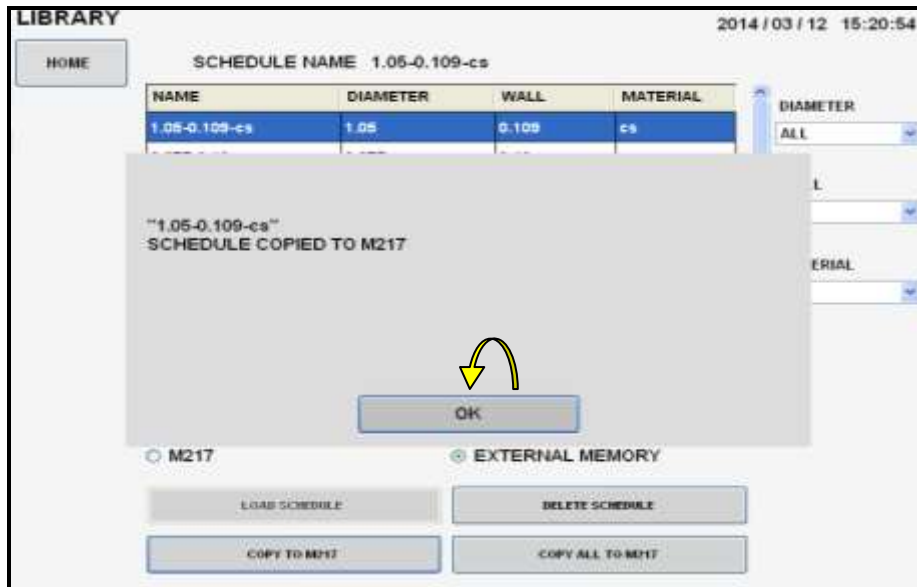 LIBRARY
2014 / 03 / 12 15:20:54
HOME
SCHEDULE NAME 1.05-0.109-cs
NAME DIAMETER WALL MATERIAL
1.05-0.109-cs 1.05 0.109 cs
DIAMETER
ALL
L
"1.05-0.109-cs"
SCHEDULE COPIED TO M217
ERIAL
OK
M217 EXTERNAL MEMORY
LOAD SCHEDULE DELETE SCHEDULE
COPY TO M217 COPY ALL TO M217